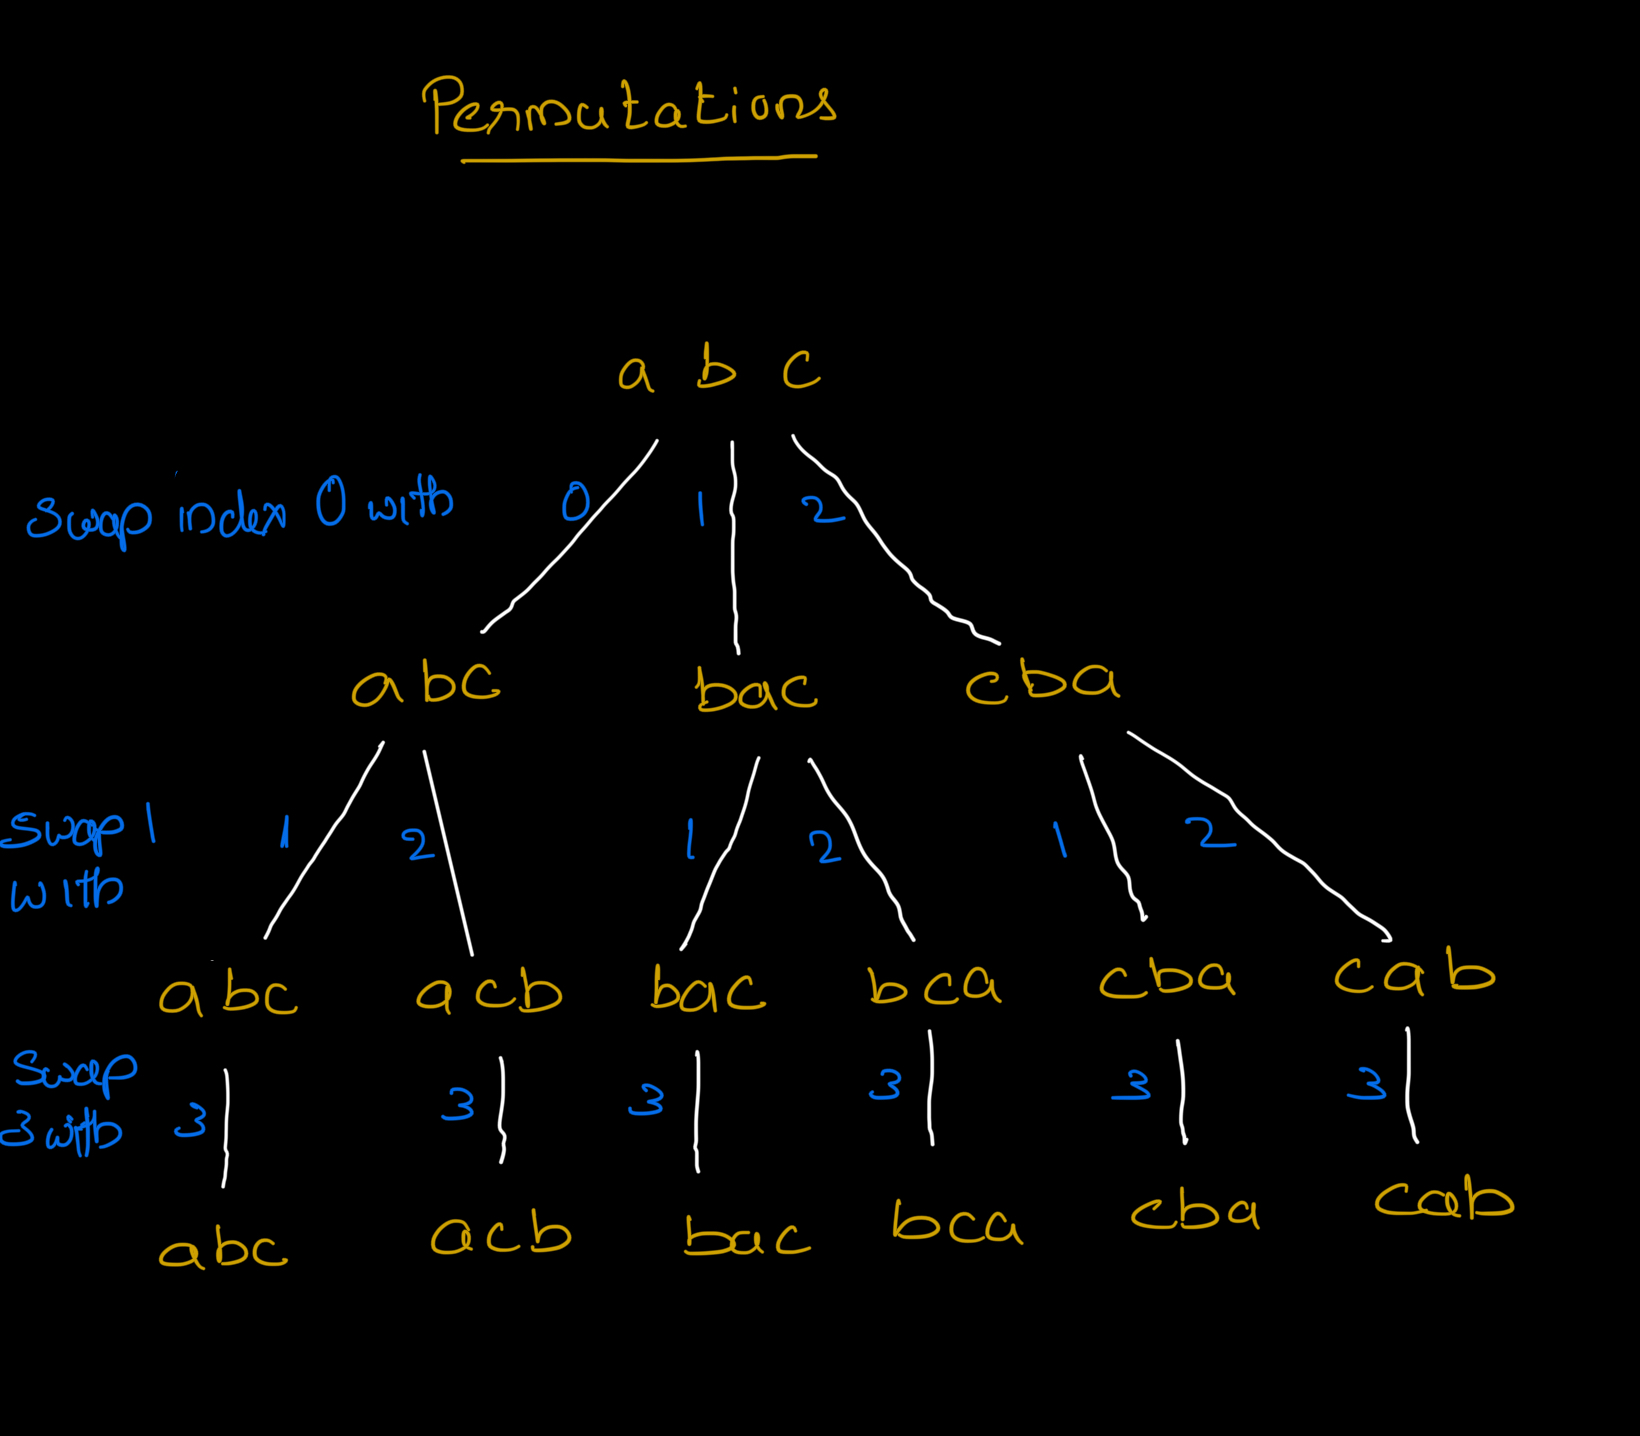 Permutations
a b c
Swap index 0 with 0 1 2
abc bac cba
Swap 1 1 2 1 2 1 2
with
abc acb bac bca cba cab
Swap
3 with 3 3 3 3 3 3
abc acb bac bca cba cab